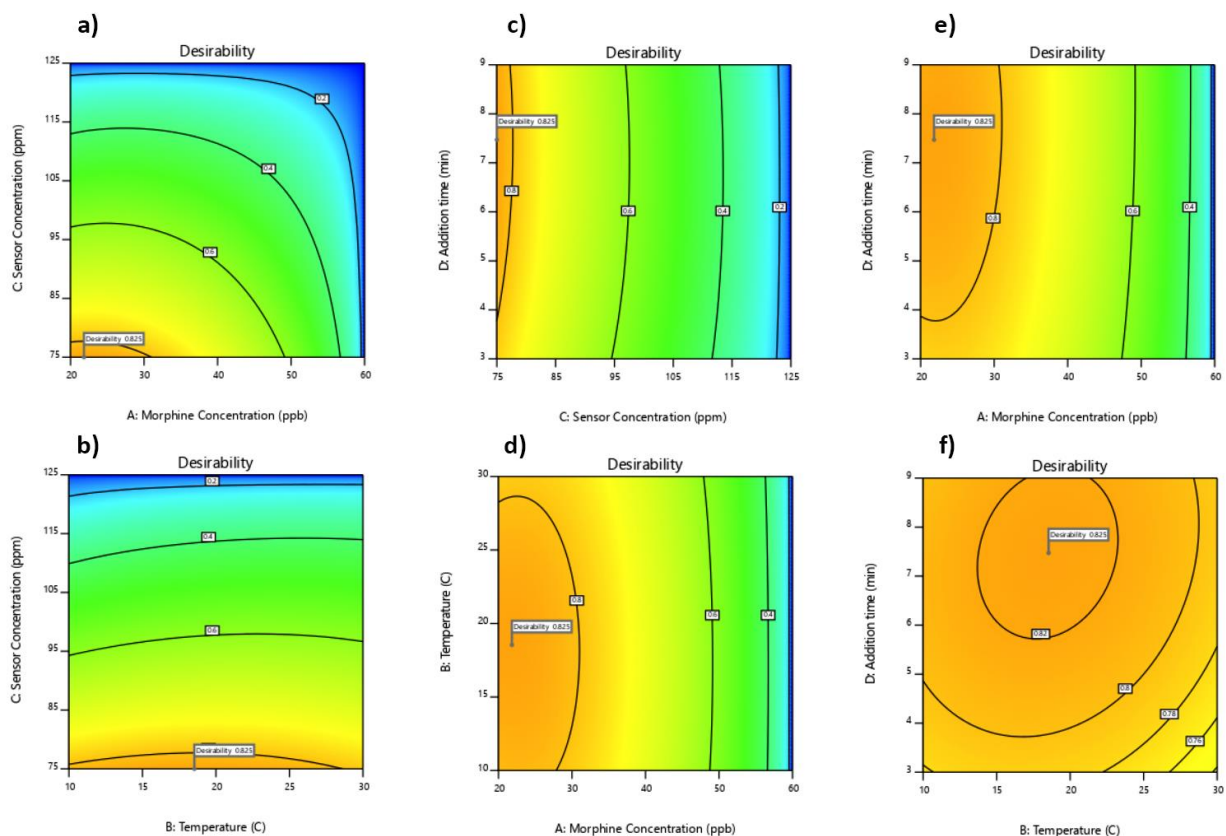 a)
Desirability
C: Sensor Concentration (ppm)
125
115
105
95
85
75
0.2
0.4
0.6
Desirability 0.825
20 30 40 50 60
A: Morphine Concentration (ppb)
c)
Desirability
D: Addition time (min)
9
8
7
6
5
4
3
Desirability 0.825
0.8
0.6
0.4
0.2
75 85 95 105 115 125
C: Sensor Concentration (ppm)
e)
Desirability
D: Addition time (min)
9
8
7
6
5
4
3
Desirability 0.825
0.8
0.6
0.4
20 30 40 50 60
A: Morphine Concentration (ppb)
b)
Desirability
C: Sensor Concentration (ppm)
125
115
105
95
85
75
0.2
0.4
0.6
Desirability 0.825
10 15 20 25 30
B: Temperature (C)
d)
Desirability
B: Temperature (C)
30
25
20
15
10
0.8
0.6
0.4
Desirability 0.825
20 30 40 50 60
A: Morphine Concentration (ppb)
f)
Desirability
D: Addition time (min)
9
8
7
6
5
4
3
Desirability 0.825
0.82
0.8
0.78
0.76
10 15 20 25 30
B: Temperature (C)